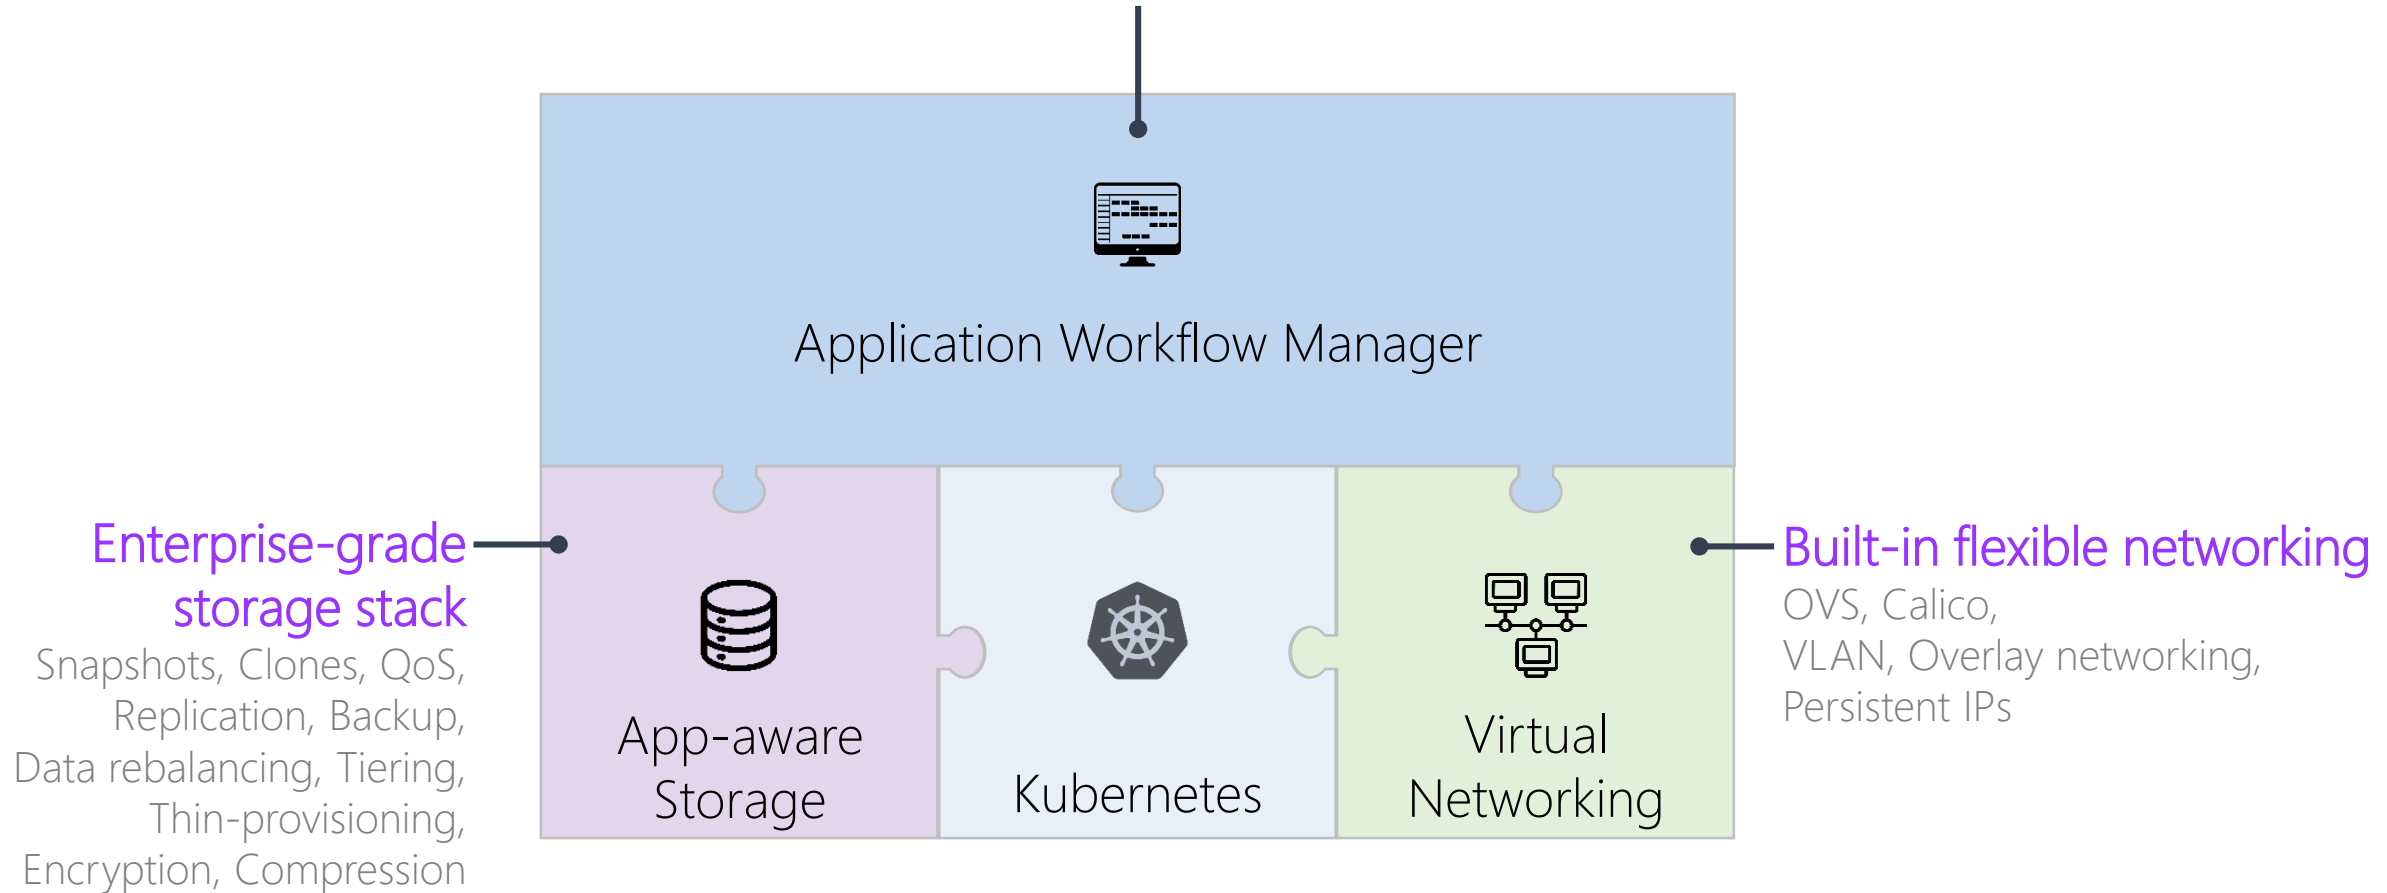 Application Workflow Manager
Enterprise-grade
storage stack
Snapshots, Clones, QoS,
Replication, Backup,
Data rebalancing, Tiering,
Thin-provisioning,
Encryption, Compression
App-aware
Storage
Kubernetes
Virtual
Networking
Built-in flexible networking
OVS, Calico,
VLAN, Overlay networking,
Persistent IPs